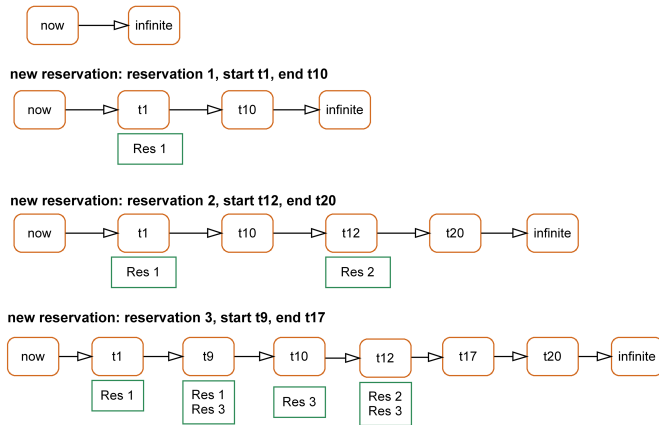 now infinite
new reservation: reservation 1, start t1, end t10
now t1 t10 infinite
Res 1
new reservation: reservation 2, start t12, end t20
now t1 t10 t12 t20 infinite
Res 1 Res 2
new reservation: reservation 3, start t9, end t17
now t1 t9 t10 t12 t17 t20 infinite
Res 1
Res 1
Res 3
Res 3
Res 2
Res 3